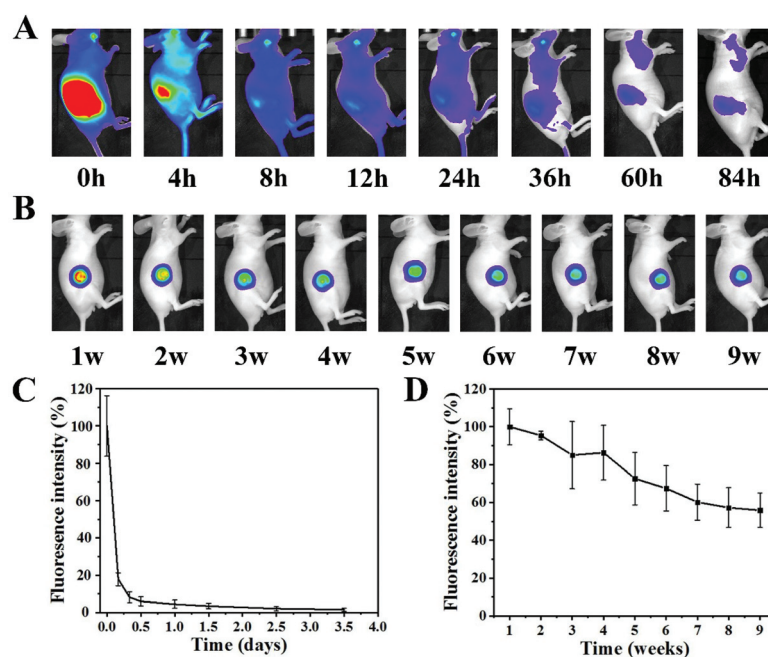 A
0h 4h 8h 12h 24h 36h 60h 84h
B
1w 2w 3w 4w 5w 6w 7w 8w 9w
C
Fluoresence intensity (%)
120
100
80
60
40
20
0
0.0 0.5 1.0 1.5 2.0 2.5 3.0 3.5 4.0
Time (days)
D
Fluorescence intensity (%)
120
100
80
60
40
20
0
1 2 3 4 5 6 7 8 9
Time (weeks)